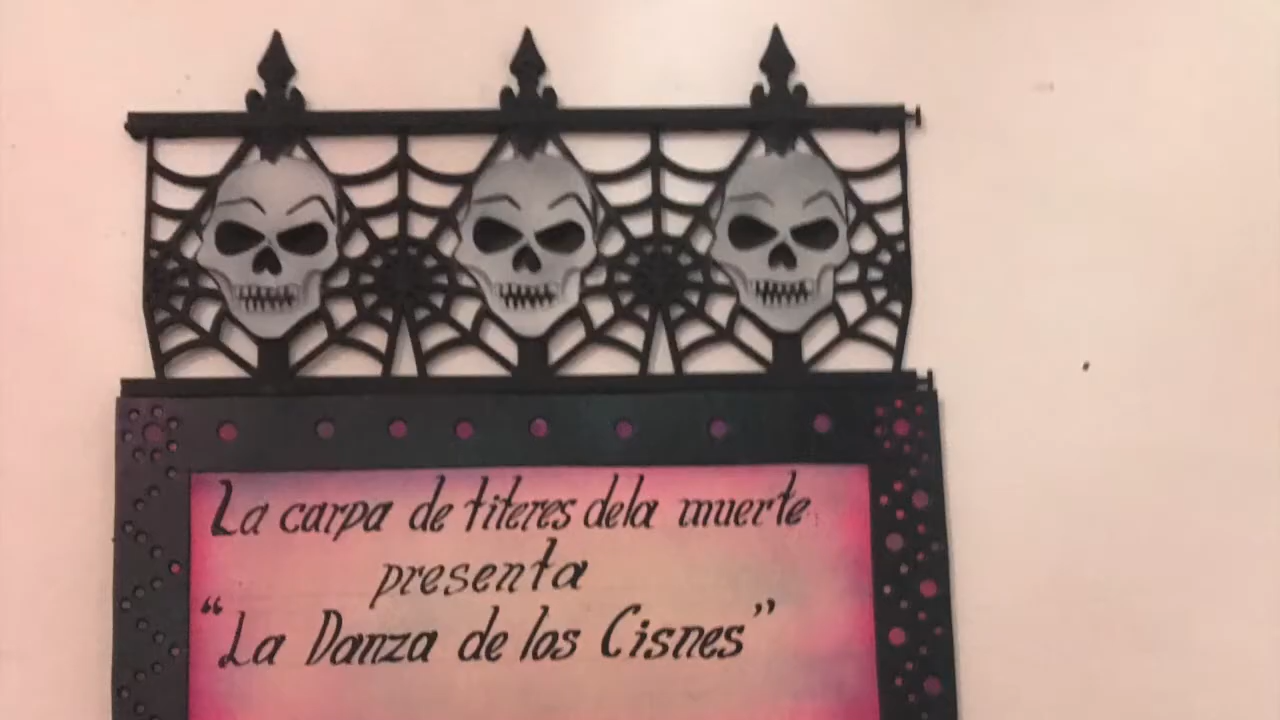 La carpa de titeres dela muerte
presenta
“La Danza de los Cisnes”